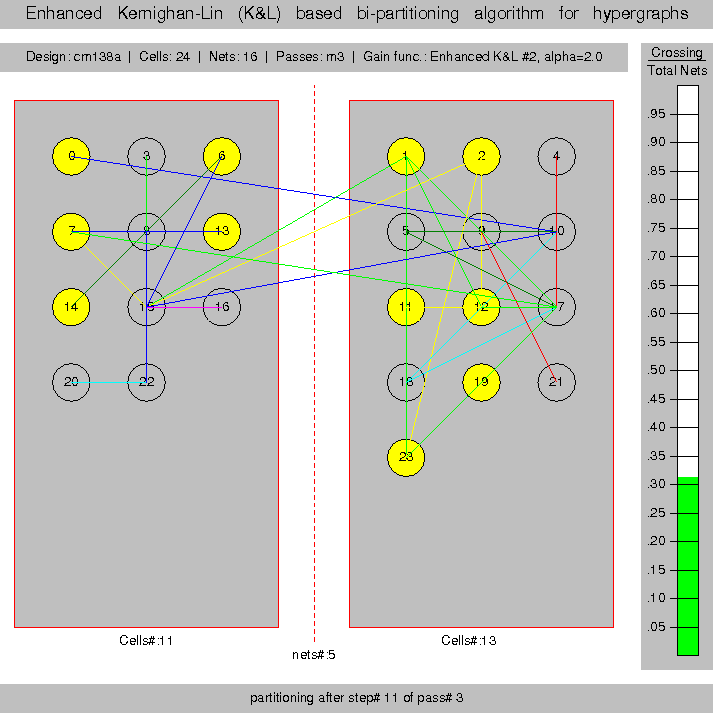 Enhanced Kernighan-Lin (K&L) based bi-partitioning algorithm for hypergraphs
Design: cm138a | Cells: 24 | Nets: 16 | Passes: m3 | Gain func.: Enhanced K&L #2, alpha=2.0
Crossing
Total Nets
.95
.90
.85
.80
.75
.70
.65
.60
.55
.50
.45
.40
.35
.30
.25
.20
.15
.10
.05
0 3 6 1 2 4
7 8 13 5 9 10
14 15 16 11 12 17
20 22 18 19 21
23
Cells#:11 Cells#:13
nets#:5
partitioning after step# 11 of pass# 3